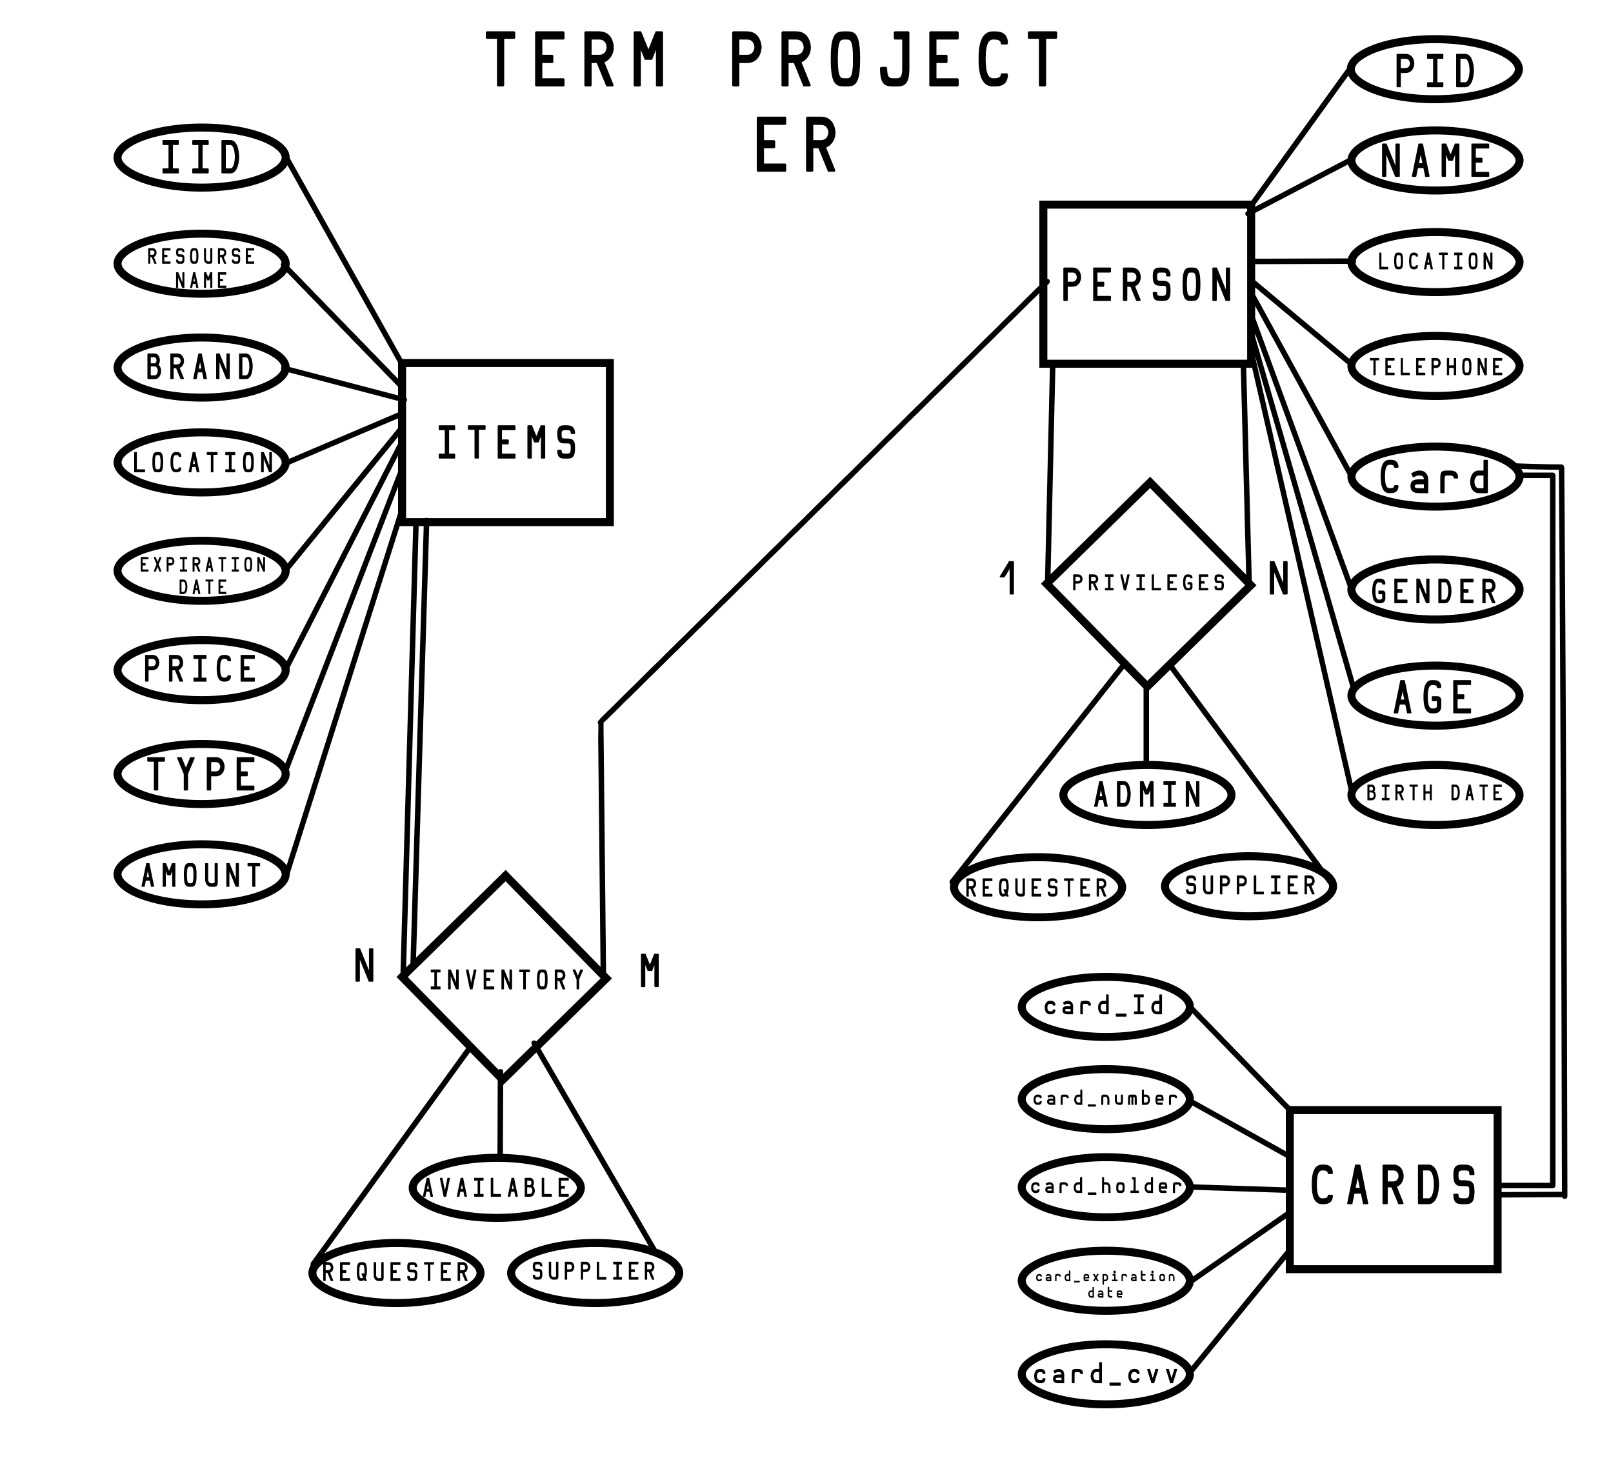 TERM PROJECT
ER
IID
RESOURSE
NAME
BRAND
LOCATION
EXPIRATION
DATE
PRICE
TYPE
AMOUNT
ITEMS
N
INVENTORY
M
AVAILABLE
REQUESTER
SUPPLIER
PERSON
PID
NAME
LOCATION
TELEPHONE
Card
GENDER
AGE
BIRTH DATE
1
PRIVILEGES
N
ADMIN
REQUESTER
SUPPLIER
card_Id
card_number
card_holder
card_expiration
date
card_cvv
CARDS